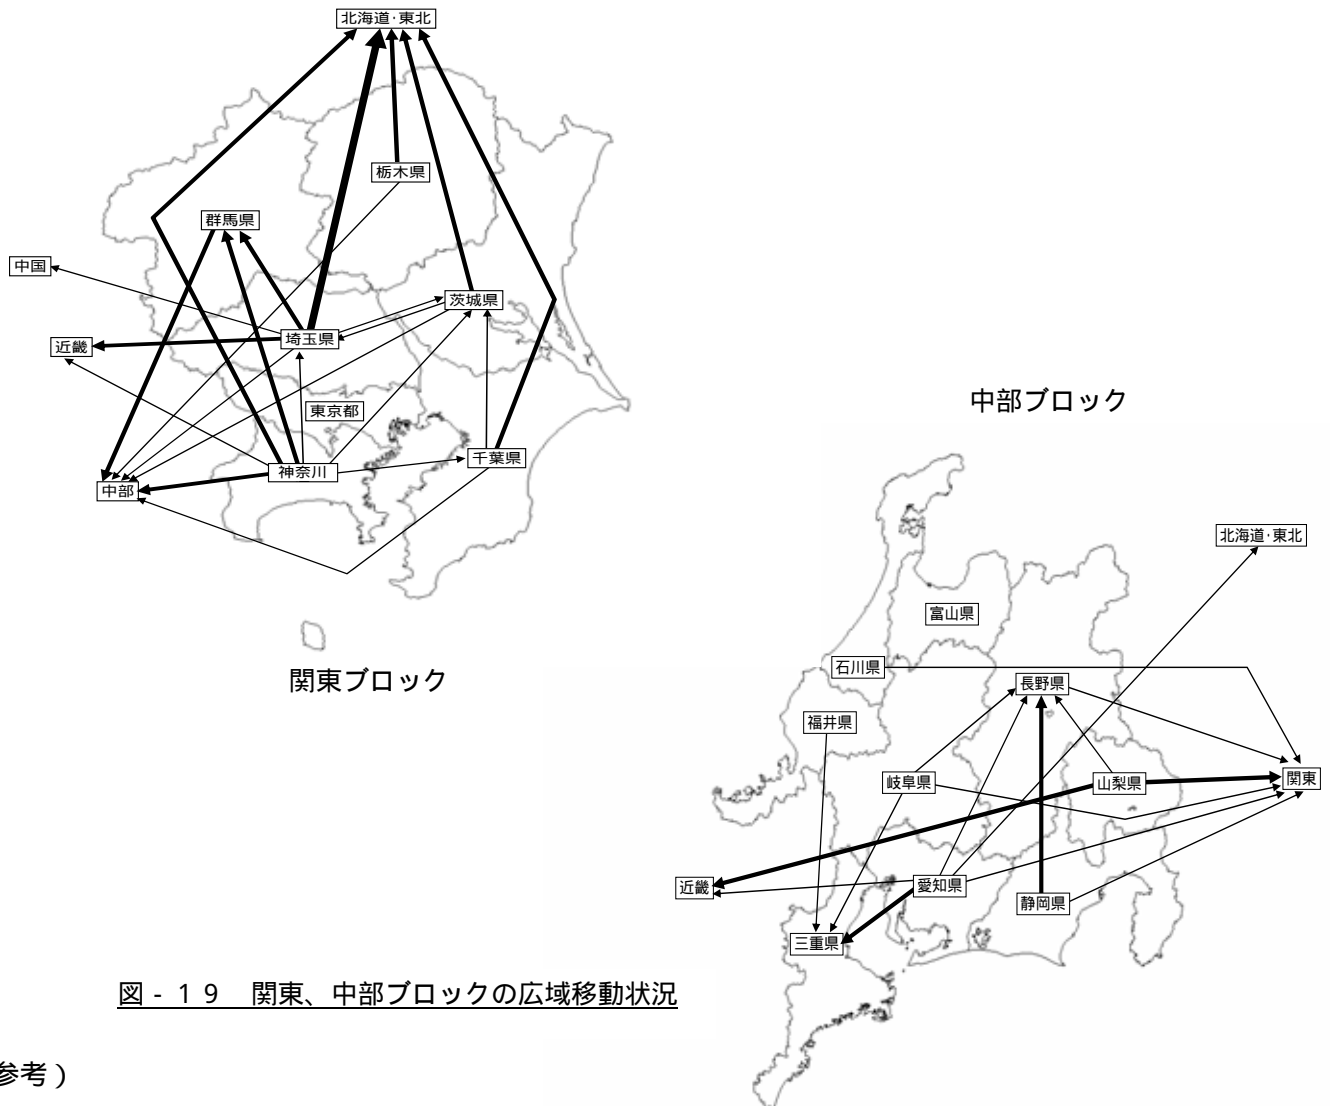 北海道･東北
栃木県
群馬県
中国
茨城県
埼玉県
近畿
東京都
千葉県
神奈川
中部
関東ブロック
中部ブロック
北海道･東北
富山県
石川県
長野県
福井県
関東
岐阜県
山梨県
近畿
愛知県
静岡県
三重県
図－１９　関東、中部ブロックの広域移動状況
参考）